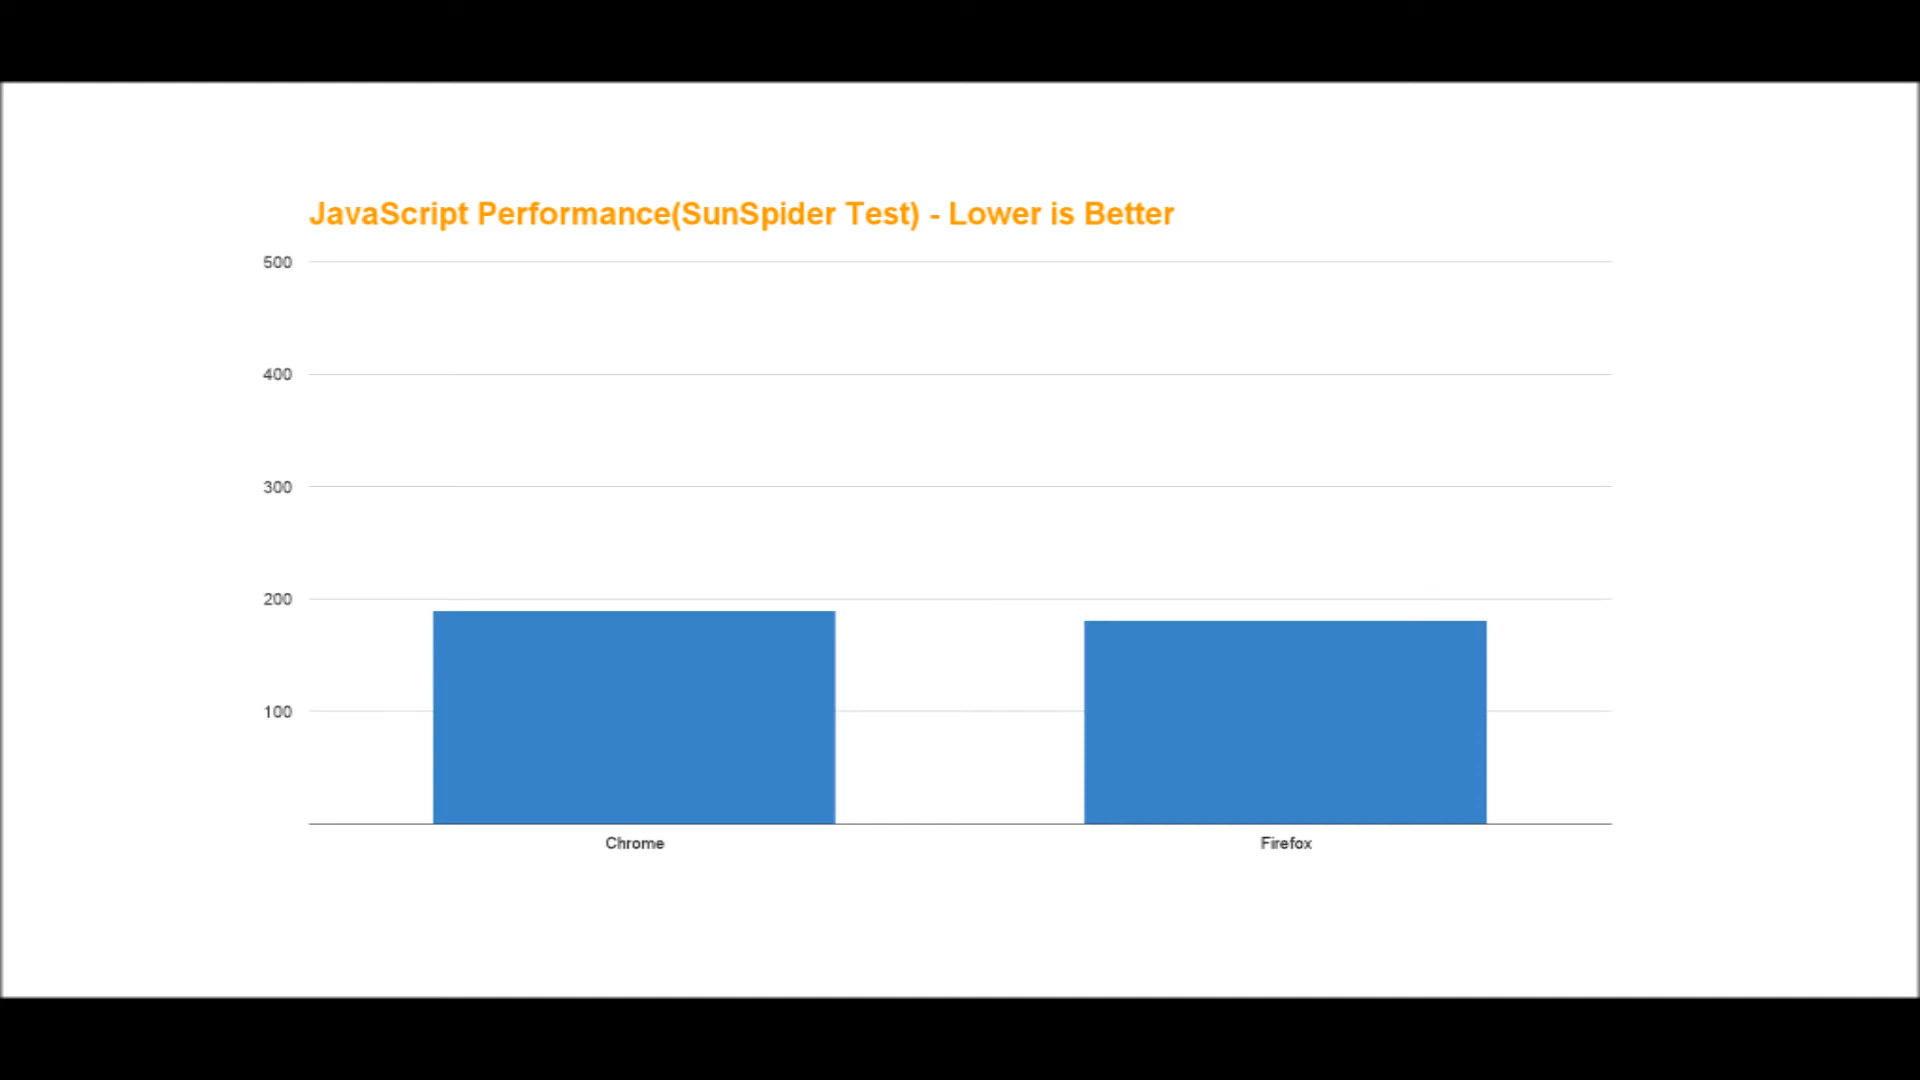 JavaScript Performance(SunSpider Test) - Lower is Better
500
400
300
200
100
Chrome
Firefox